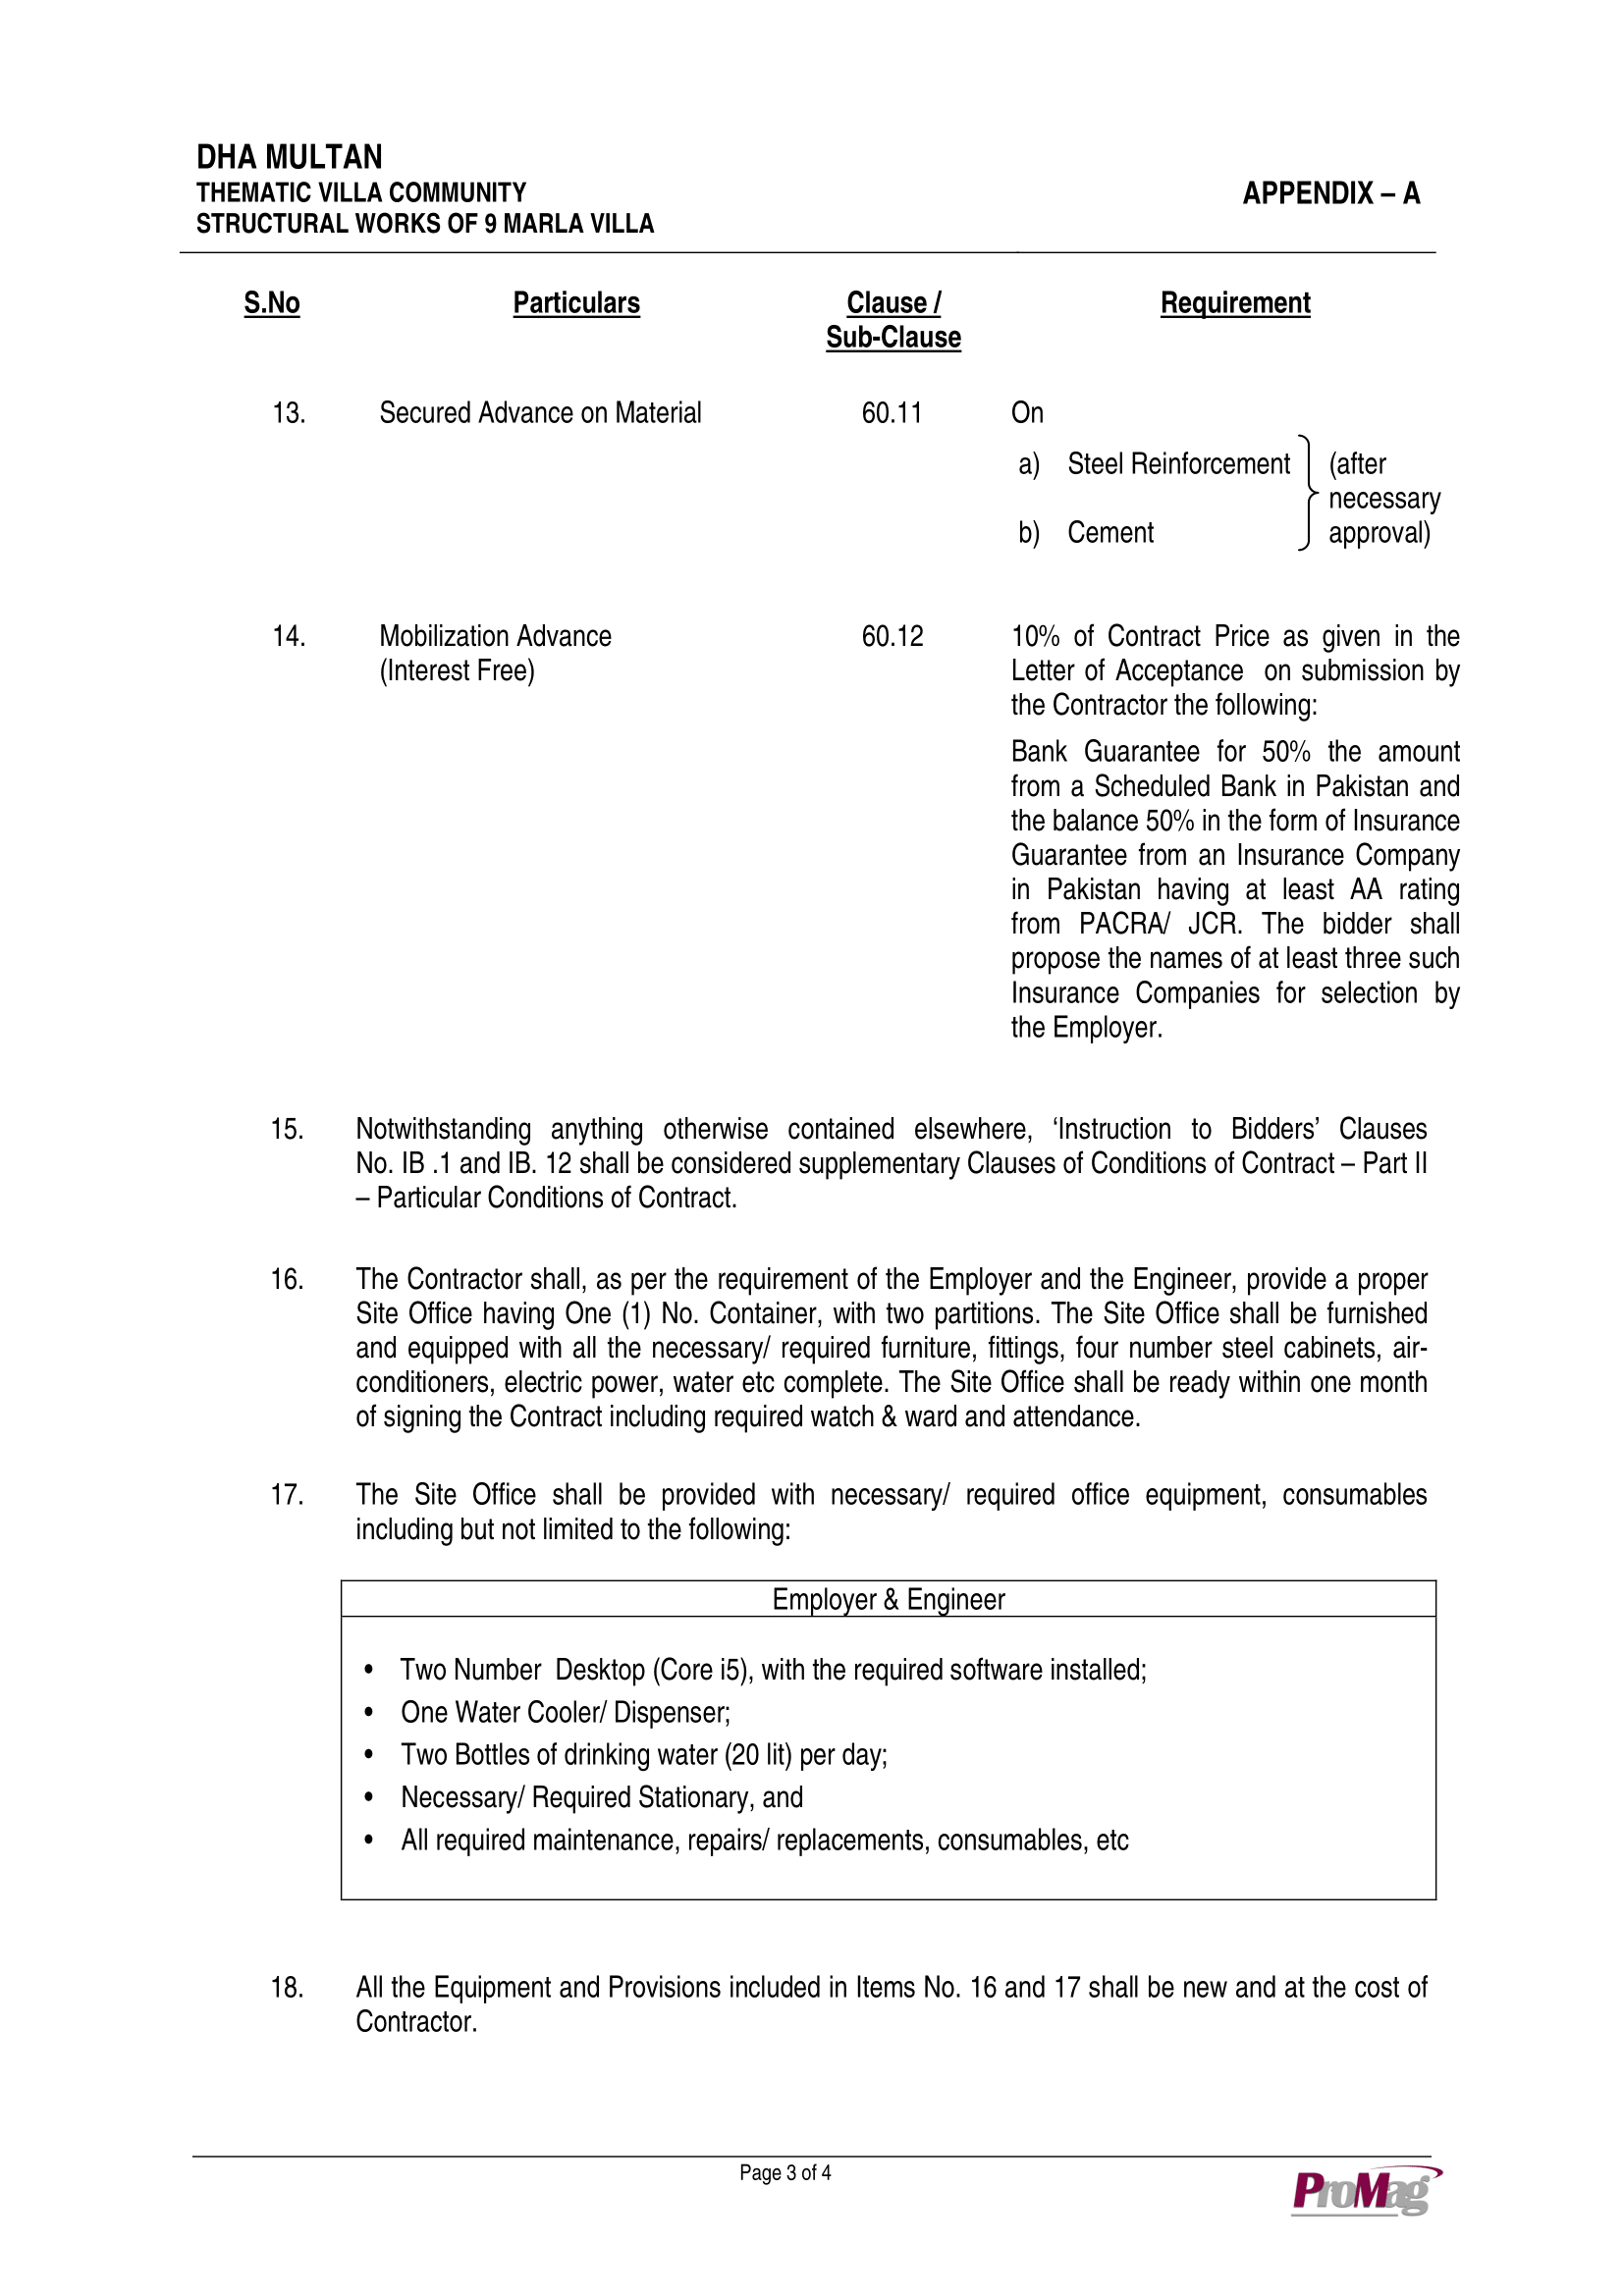 DHA MULTAN
THEMATIC VILLA COMMUNITY
APPENDIX – A
STRUCTURAL WORKS OF 9 MARLA VILLA
S.No Particulars Clause / Requirement
Sub-Clause
13. Secured Advance on Material 60.11 On
a) Steel Reinforcement (after
necessary
b) Cement approval)
14. Mobilization Advance 60.12 10% of Contract Price as given in the
(Interest Free) Letter of Acceptance on submission by
the Contractor the following:
Bank Guarantee for 50% the amount
from a Scheduled Bank in Pakistan and
the balance 50% in the form of Insurance
Guarantee from an Insurance Company
in Pakistan having at least AA rating
from PACRA/ JCR. The bidder shall
propose the names of at least three such
Insurance Companies for selection by
the Employer.
15. Notwithstanding anything otherwise contained elsewhere, ‘Instruction to Bidders’ Clauses
No. IB .1 and IB. 12 shall be considered supplementary Clauses of Conditions of Contract – Part II
– Particular Conditions of Contract.
16. The Contractor shall, as per the requirement of the Employer and the Engineer, provide a proper
Site Office having One (1) No. Container, with two partitions. The Site Office shall be furnished
and equipped with all the necessary/ required furniture, fittings, four number steel cabinets, air-
conditioners, electric power, water etc complete. The Site Office shall be ready within one month
of signing the Contract including required watch & ward and attendance.
17. The Site Office shall be provided with necessary/ required office equipment, consumables
including but not limited to the following:
Employer & Engineer
• Two Number Desktop (Core i5), with the required software installed;
• One Water Cooler/ Dispenser;
• Two Bottles of drinking water (20 lit) per day;
• Necessary/ Required Stationary, and
• All required maintenance, repairs/ replacements, consumables, etc
18. All the Equipment and Provisions included in Items No. 16 and 17 shall be new and at the cost of
Contractor.
Page 3 of 4
ProMag